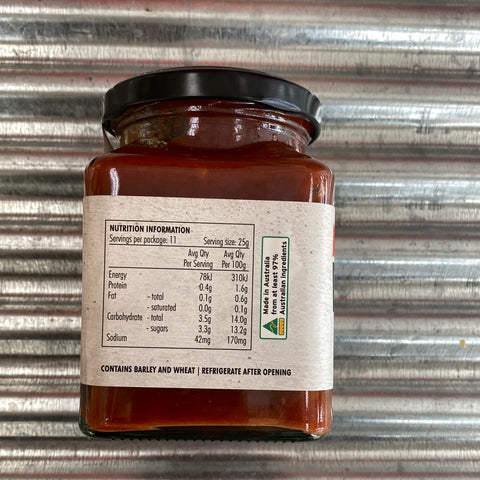 NUTRITION INFORMATION
Servings per package: 11 Serving size: 25g
Avg Qty Per Serving Avg Qty Per 100g
Energy 78kJ 310kJ
Protein 0.4g 1.6g
Fat - total 0.1g 0.6g
- saturated 0.0g 0.1g
Carbohydrate - total 3.5g 14.0g
- sugars 3.3g 13.2g
Sodium 42mg 170mg
Made in Australia
from at least 97%
Australian ingredients
CONTAINS BARLEY AND WHEAT | REFRIGERATE AFTER OPENING